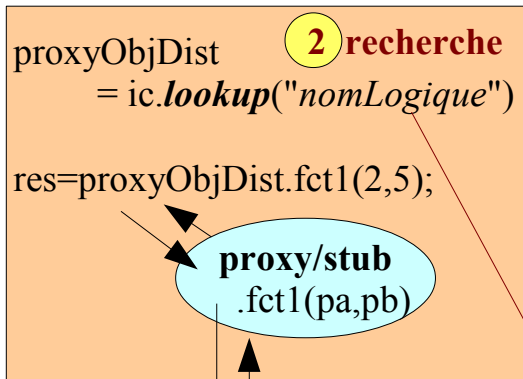 2 recherche
proxyObjDist
= ic.lookup("nomLogique")
res=proxyObjDist.fct1(2,5);
proxy/stub
.fct1(pa,pb)